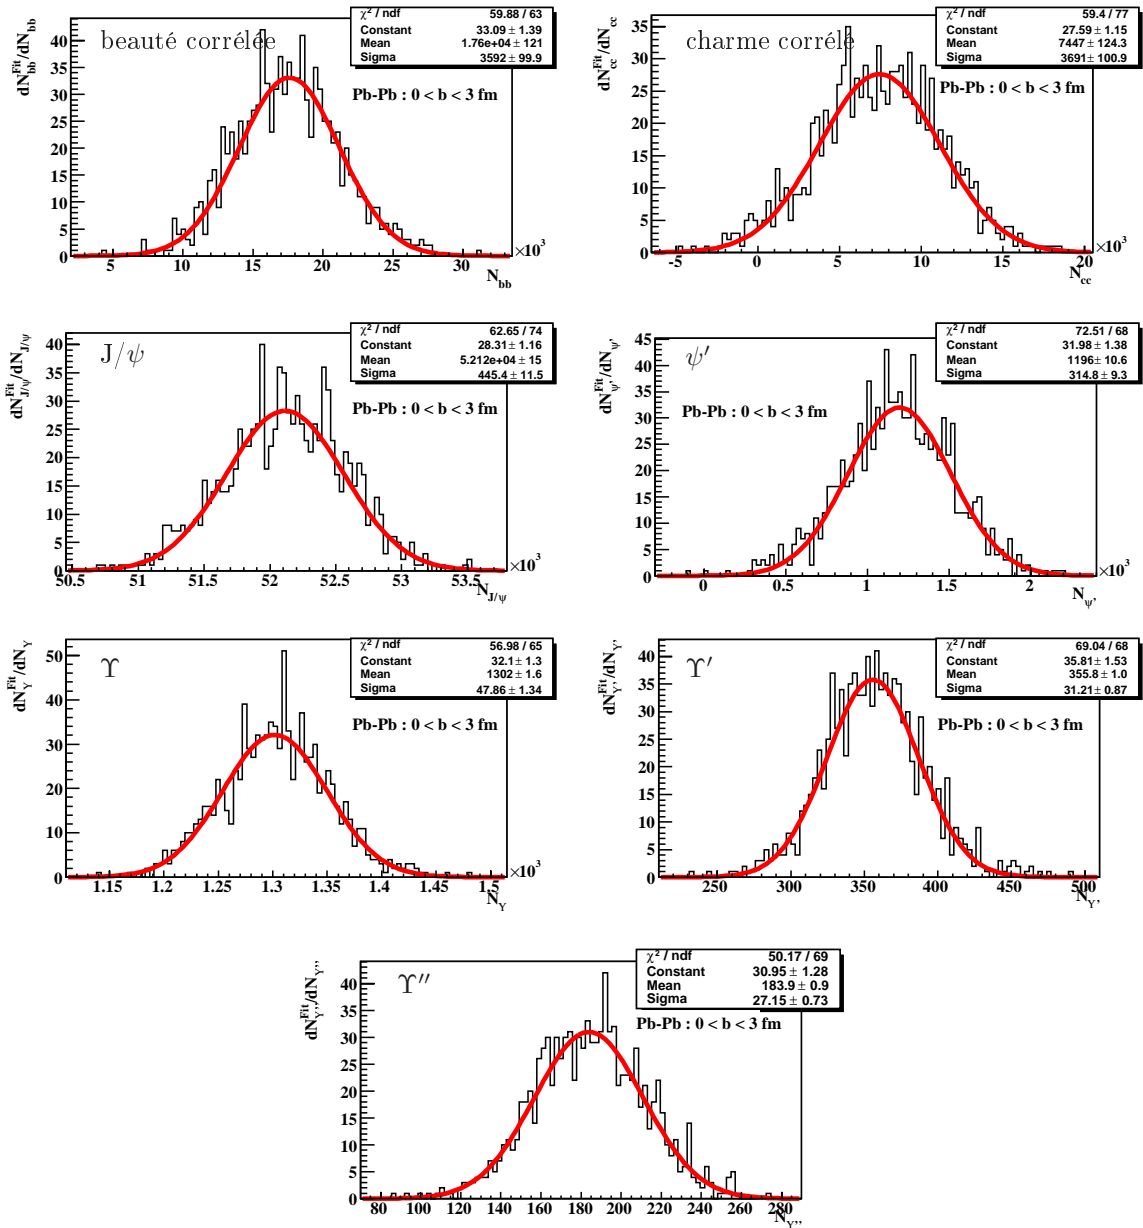 beauté corrélée
χ² / ndf 59.88 / 63
Constant 33.09 ± 1.39
Mean 1.76e+04 ± 121
Sigma 3592 ± 99.9
Pb-Pb : 0 < b < 3 fm
dN^Fit_bb/dN_bb
40
35
30
25
20
15
10
5
0
5 10 15 20 25 30 ×10³
N_bb
charme corrélé
χ² / ndf 59.4 / 77
Constant 27.59 ± 1.15
Mean 7447 ± 124.3
Sigma 3691 ± 100.9
Pb-Pb : 0 < b < 3 fm
dN^Fit_cc/dN_cc
35
30
25
20
15
10
5
0
-5 0 5 10 15 20 ×10³
N_cc
J/ψ
χ² / ndf 62.65 / 74
Constant 28.31 ± 1.16
Mean 5.212e+04 ± 15
Sigma 445.4 ± 11.5
Pb-Pb : 0 < b < 3 fm
dN^Fit_J/ψ/dN_J/ψ
40
35
30
25
20
15
10
5
0
50.5 51 51.5 52 52.5 53 53.5 ×10³
N_J/ψ
ψ′
χ² / ndf 72.51 / 68
Constant 31.98 ± 1.38
Mean 1196 ± 10.6
Sigma 314.8 ± 9.3
Pb-Pb : 0 < b < 3 fm
dN^Fit_ψ'/dN_ψ'
45
40
35
30
25
20
15
10
5
0
0 0.5 1 1.5 2 ×10³
N_ψ'
ϒ
χ² / ndf 56.98 / 65
Constant 32.1 ± 1.3
Mean 1302 ± 1.6
Sigma 47.86 ± 1.34
Pb-Pb : 0 < b < 3 fm
dN^Fit_ϒ/dN_ϒ
50
40
30
20
10
0
1.15 1.2 1.25 1.3 1.35 1.4 1.45 1.5 ×10³
N_ϒ
ϒ′
χ² / ndf 69.04 / 68
Constant 35.81 ± 1.53
Mean 355.8 ± 1.0
Sigma 31.21 ± 0.87
Pb-Pb : 0 < b < 3 fm
dN^Fit_ϒ'/dN_ϒ'
40
35
30
25
20
15
10
5
0
250 300 350 400 450 500
N_ϒ'
ϒ″
χ² / ndf 50.17 / 69
Constant 30.95 ± 1.28
Mean 183.9 ± 0.9
Sigma 27.15 ± 0.73
Pb-Pb : 0 < b < 3 fm
dN^Fit_ϒ''/dN_ϒ''
40
35
30
25
20
15
10
5
0
80 100 120 140 160 180 200 220 240 260 280
N_ϒ''